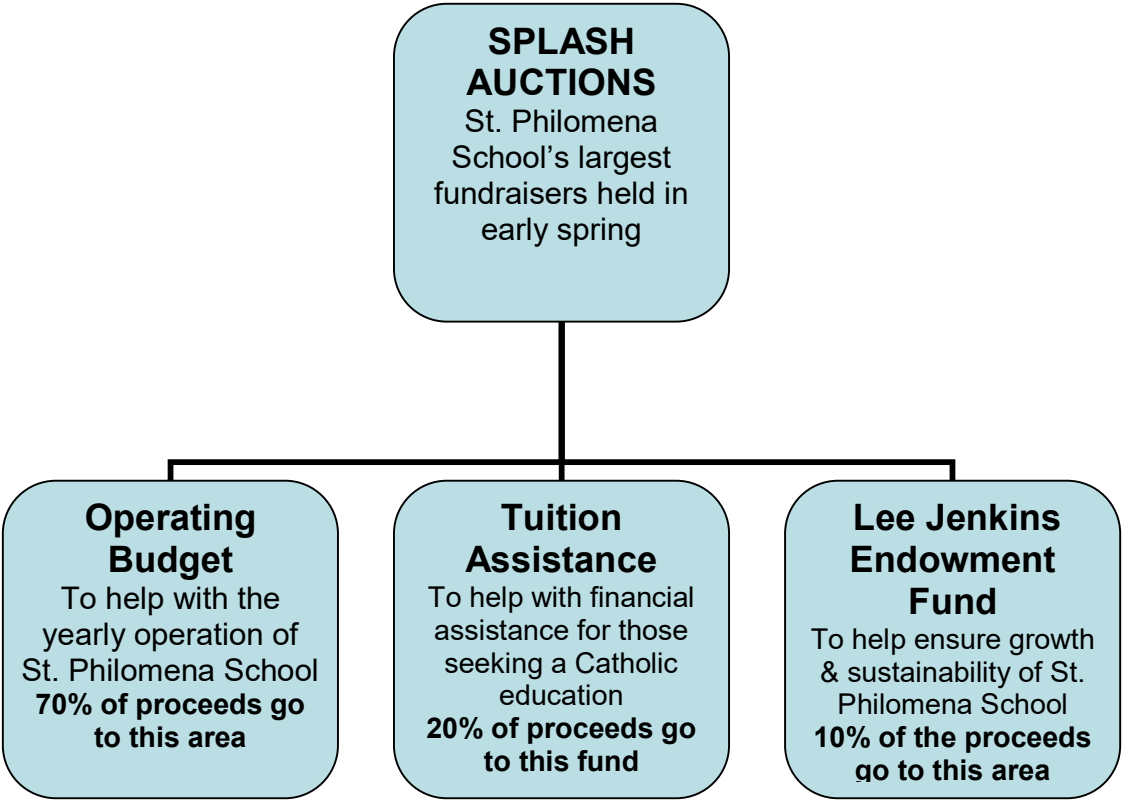 SPLASH
AUCTIONS
St. Philomena
School’s largest
fundraisers held in
early spring
Operating
Budget
To help with the
yearly operation of
St. Philomena School
70% of proceeds go
to this area
Tuition
Assistance
To help with financial
assistance for those
seeking a Catholic
education
20% of proceeds go
to this fund
Lee Jenkins
Endowment
Fund
To help ensure growth
& sustainability of St.
Philomena School
10% of the proceeds
go to this area